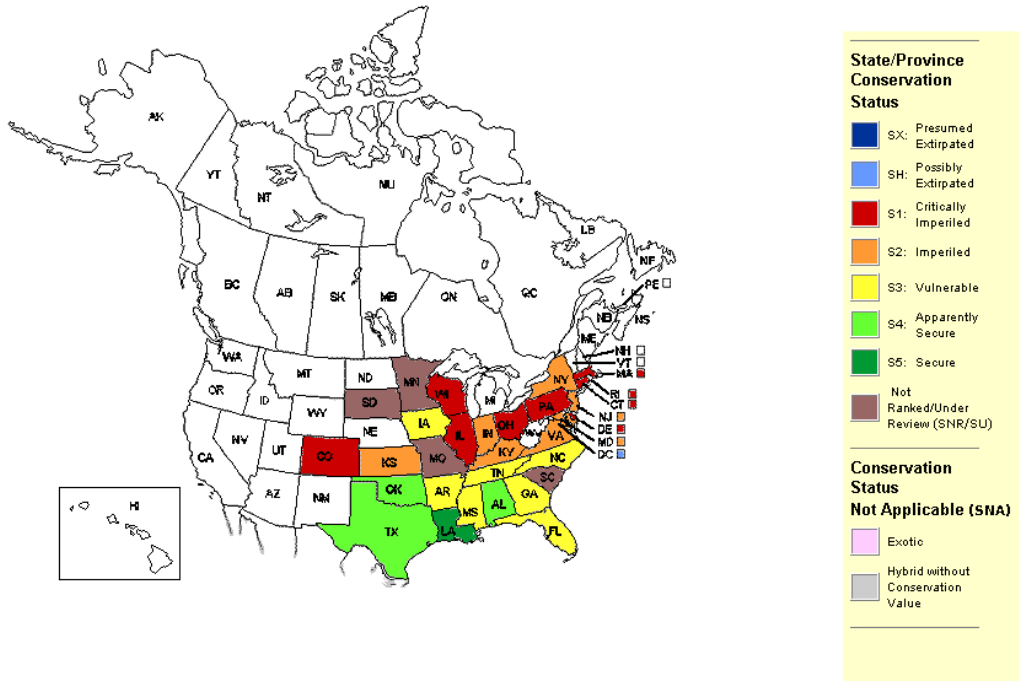 AK
YT
NT
NU
LB
NF
BC
AB
SK
MB
ON
QC
PE
NB
NS
ME
WA
MT
ND
MN
NH
VT
MA
OR
ID
SD
WI
MI
NY
RI
CT
WY
IA
PA
NJ
NV
NE
IL
IN
OH
DE
CA
UT
CO
KS
MO
KY
WV
VA
MD
DC
AZ
NM
OK
AR
TN
NC
SC
HI
TX
LA
MS
AL
GA
FL
State/Province
Conservation
Status
SX: Presumed
Extirpated
SH: Possibly
Extirpated
S1: Critically
Imperiled
S2: Imperiled
S3: Vulnerable
S4: Apparently
Secure
S5: Secure
Not
Ranked/Under
Review (SNR/SU)
Conservation
Status
Not Applicable (SNA)
Exotic
Hybrid without
Conservation
Value